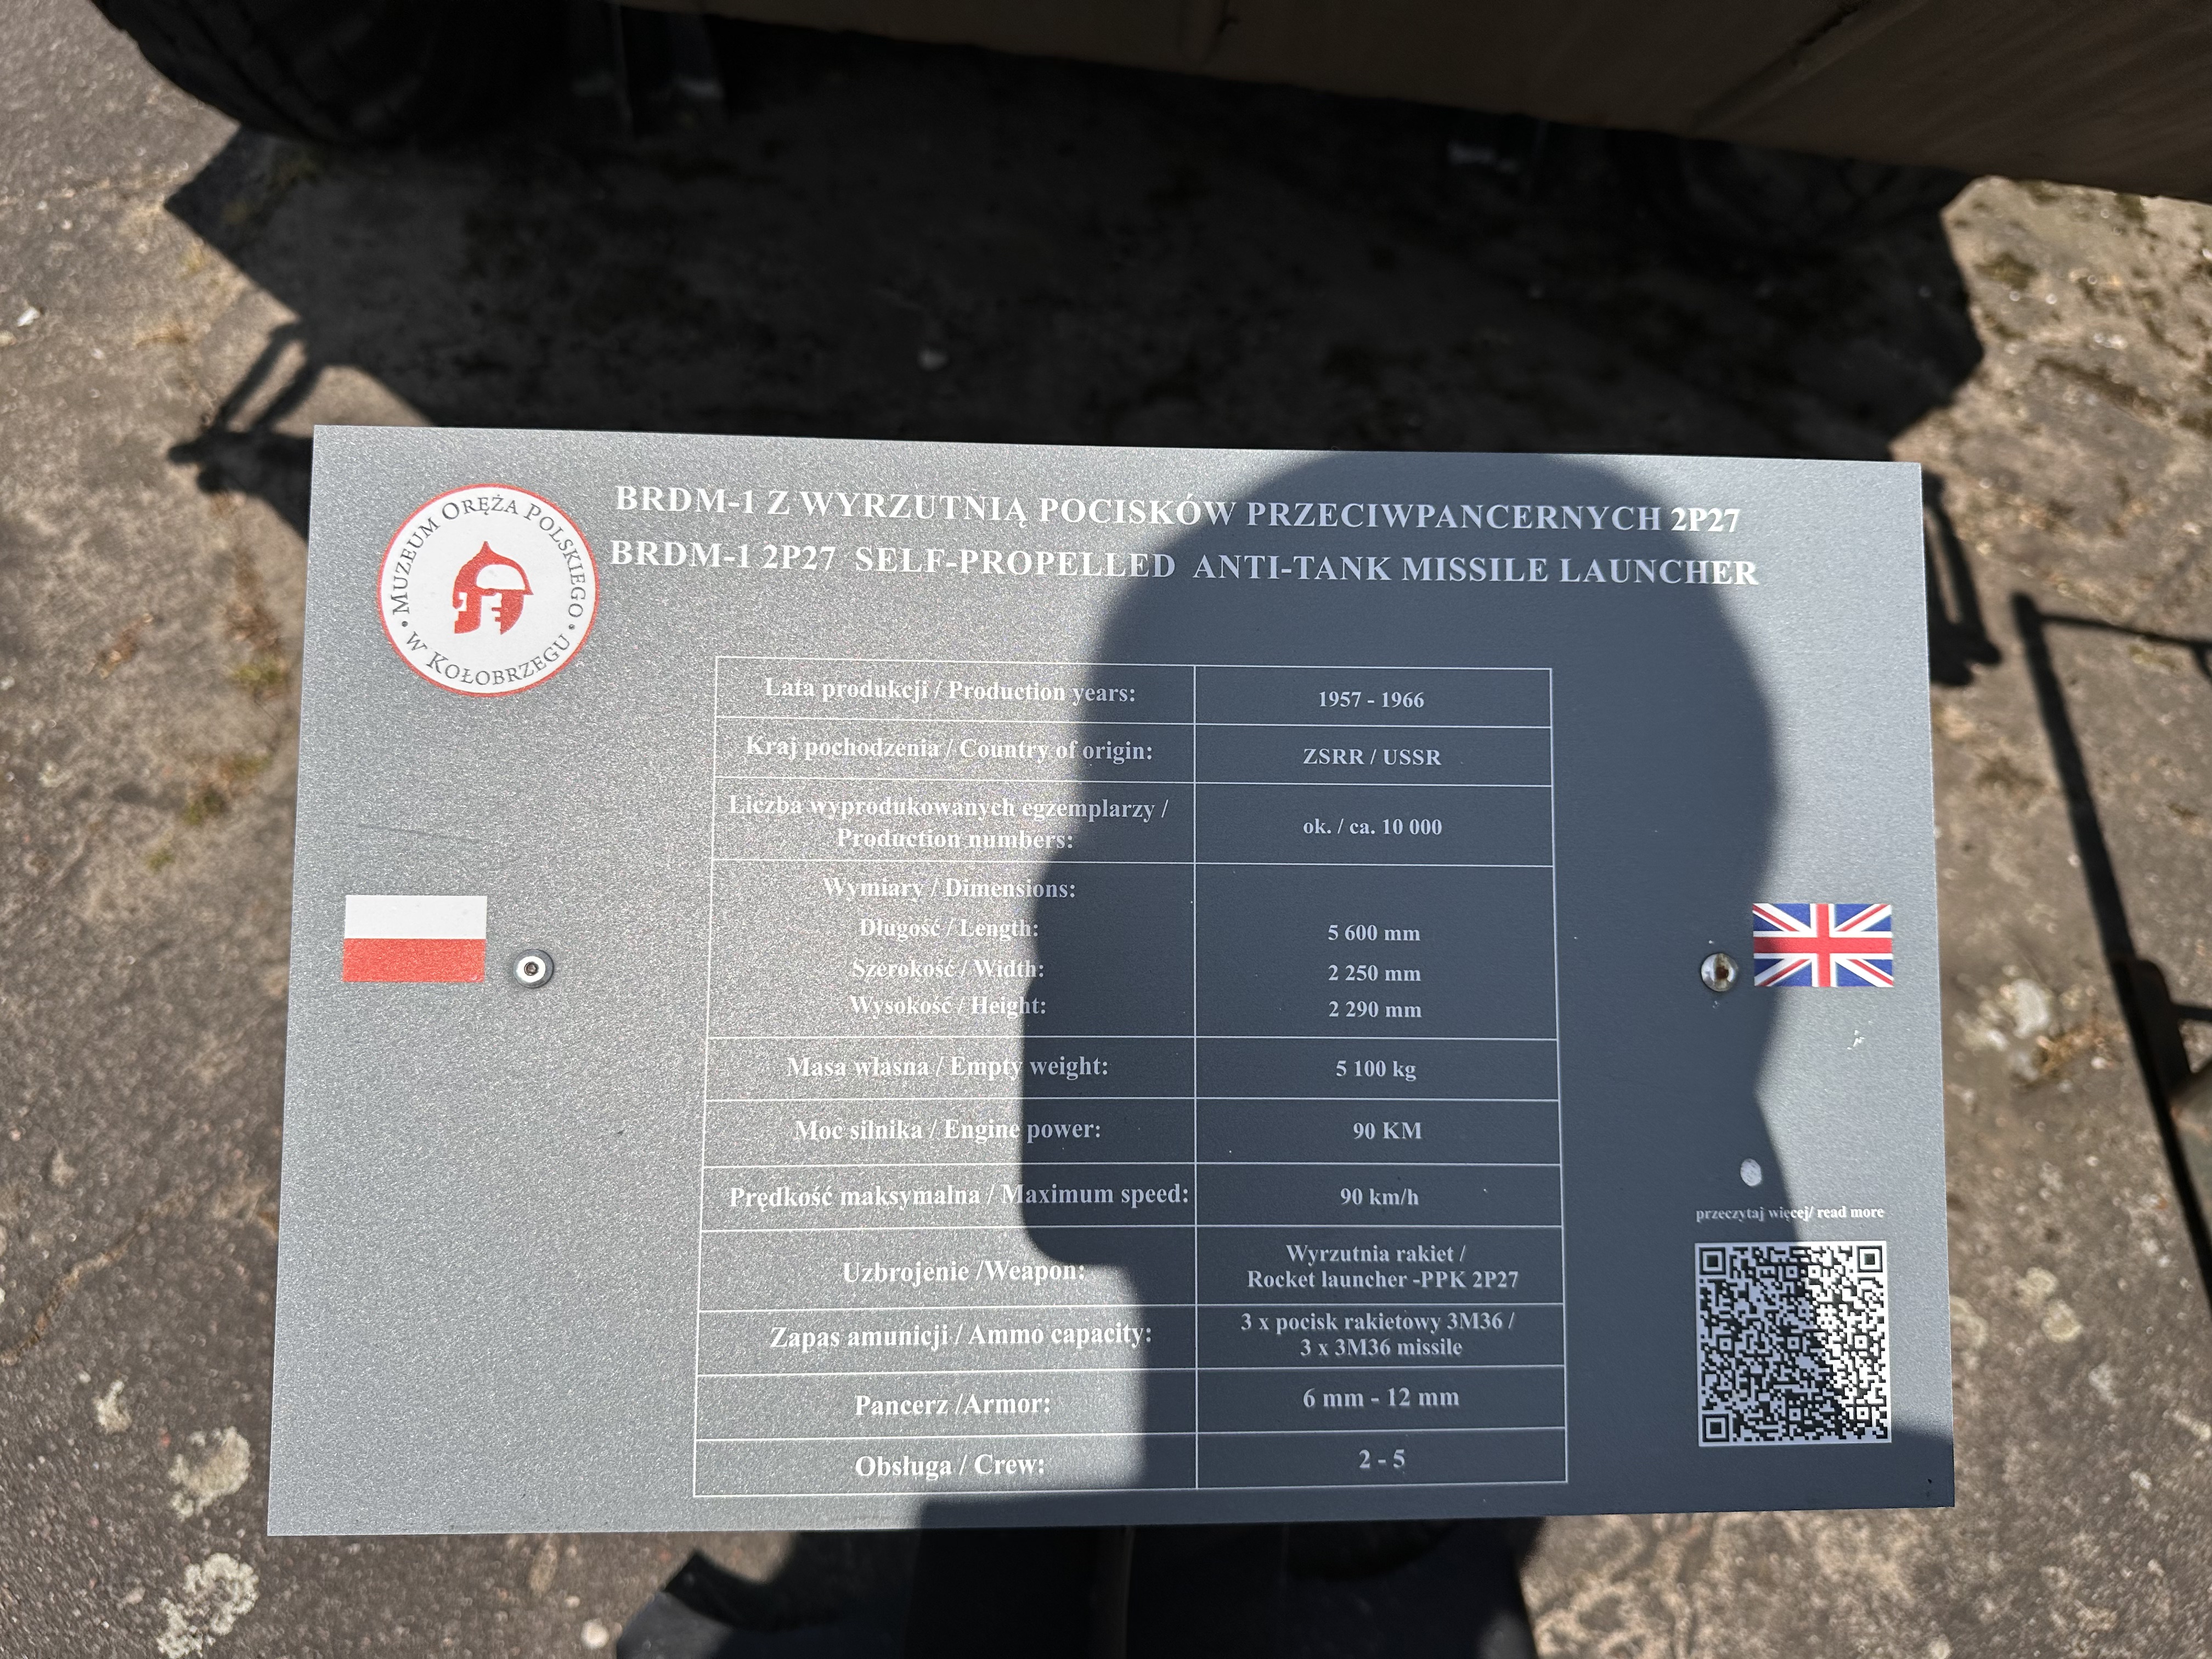 MUZEUM ORĘŻA POLSKIEGO
W KOŁOBRZEGU
BRDM-1 Z WYRZUTNIĄ POCISKÓW PRZECIWPANCERNYCH 2P27
BRDM-1 2P27 SELF-PROPELLED ANTI-TANK MISSILE LAUNCHER
Lata produkcji / Production years: 1957 - 1966
Kraj pochodzenia / Country of origin: ZSRR / USSR
Liczba wyprodukowanych egzemplarzy /
Production numbers: ok. / ca. 10 000
Wymiary / Dimensions:
Długość / Length: 5 600 mm
Szerokość / Width: 2 250 mm
Wysokość / Height: 2 290 mm
Masa własna / Empty weight: 5 100 kg
Moc silnika / Engine power: 90 KM
Prędkość maksymalna / Maximum speed: 90 km/h
Uzbrojenie /Weapon: Wyrzutnia rakiet /
Rocket launcher -PPK 2P27
Zapas amunicji / Ammo capacity: 3 x pocisk rakietowy 3M36 /
3 x 3M36 missile
Pancerz /Armor: 6 mm - 12 mm
Obsługa / Crew: 2 - 5
przeczytaj więcej/ read more